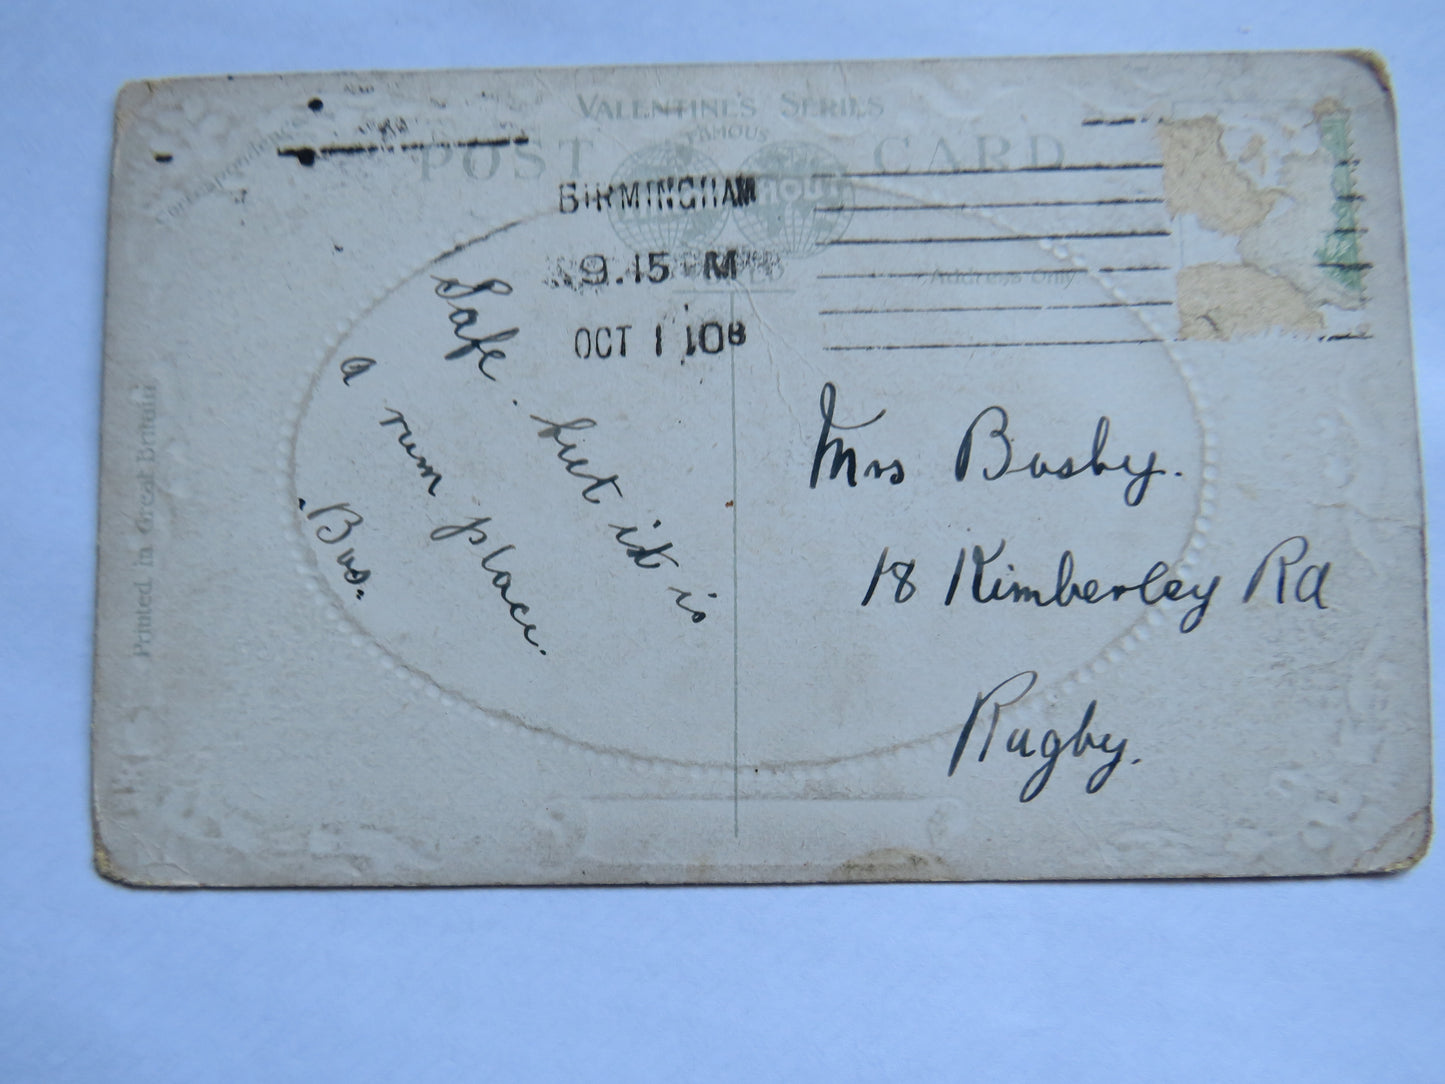 VALENTINE'S SERIES
FAMOUS
POST CARD
Correspondence
Address Only
BIRMINGHAM
9.15 M
OCT 1 08
Safe. but it is
a rum place.
Bus.
Mrs Busby.
18 Kimberley Rd
Rugby.
Printed in Great Britain